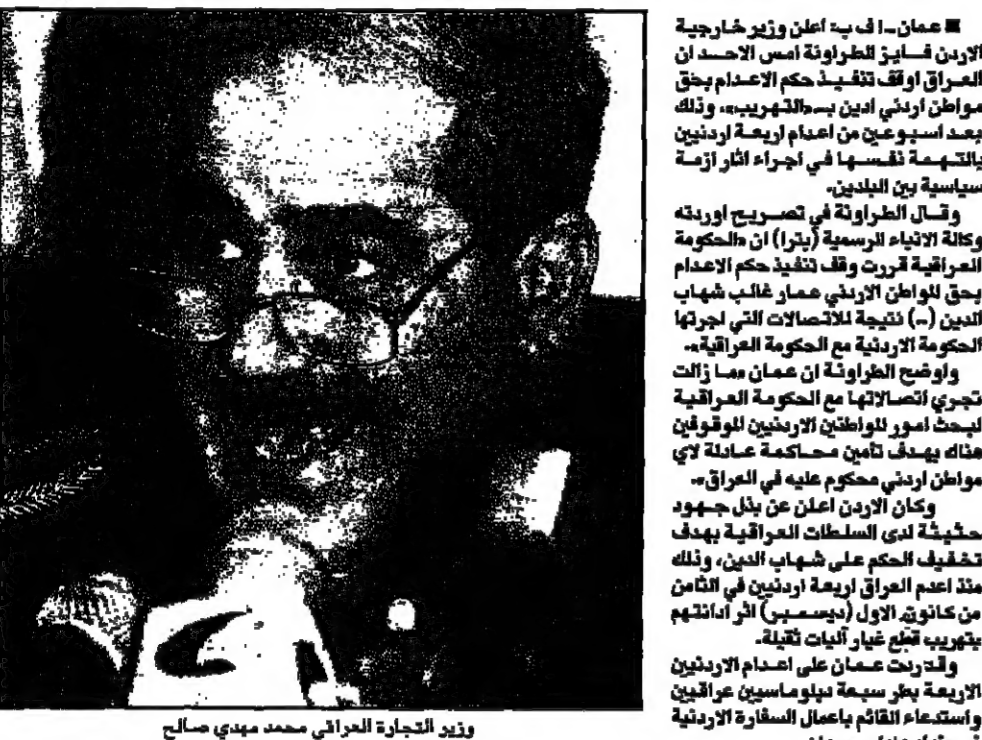 ■ عمان ـ ا ف ب: اعلن وزير خارجية
الاردن فايز الطراونة امس الاحد ان
العراق اوقف تنفيذ حكم الاعدام بحق
مواطن اردني ادين بـ«التهريب»، وذلك
بعد اسبوعين من اعدام اربعة اردنيين
بالتهمة نفسها في اجراء اثار ازمة
سياسية بين البلدين.
وقال الطراونة في تصريح اوردته
وكالة الانباء الرسمية (بترا) ان «الحكومة
العراقية قررت وقف تنفيذ حكم الاعدام
بحق المواطن الاردني عمار غالب شهاب
الدين (..) نتيجة للاتصالات التي اجرتها
الحكومة الاردنية مع الحكومة العراقية».
واوضح الطراونة ان عمان «ما زالت
تجري اتصالاتها مع الحكومة العراقية
لبحث امور المواطنين الاردنيين الموقوفين
هناك بهدف تأمين محاكمة عادلة لاي
مواطن اردني محكوم عليه في العراق».
وكان الاردن اعلن عن بذل جهود
حثيثة لدى السلطات العراقية بهدف
تخفيف الحكم على شهاب الدين، وذلك
منذ اعدم العراق اربعة اردنيين في الثامن
من كانون الاول (ديسمبر) اثر ادانتهم
بتهريب قطع غيار آليات ثقيلة.
وقد ردت عمان على اعدام الاردنيين
الاربعة بطر سبعة دبلوماسيين عراقيين
واستدعاء القائم باعمال السفارة الاردنية
وزير التجارة العراقي محمد مهدي صالح